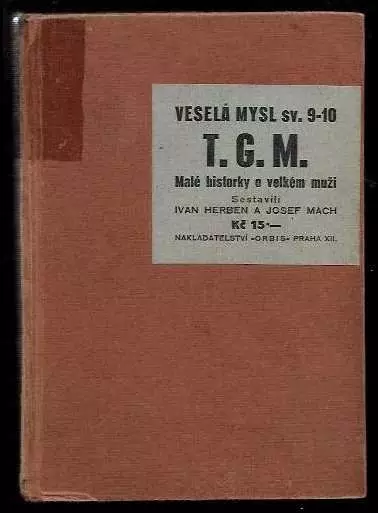 VESELÁ MYSL sv. 9-10
T. G. M.
Malé historky o velkém muži
Sestavili
IVAN HERBEN A JOSEF MACH
Kč 15·—
NAKLADATELSTVÍ »ORBIS« PRAHA XII.